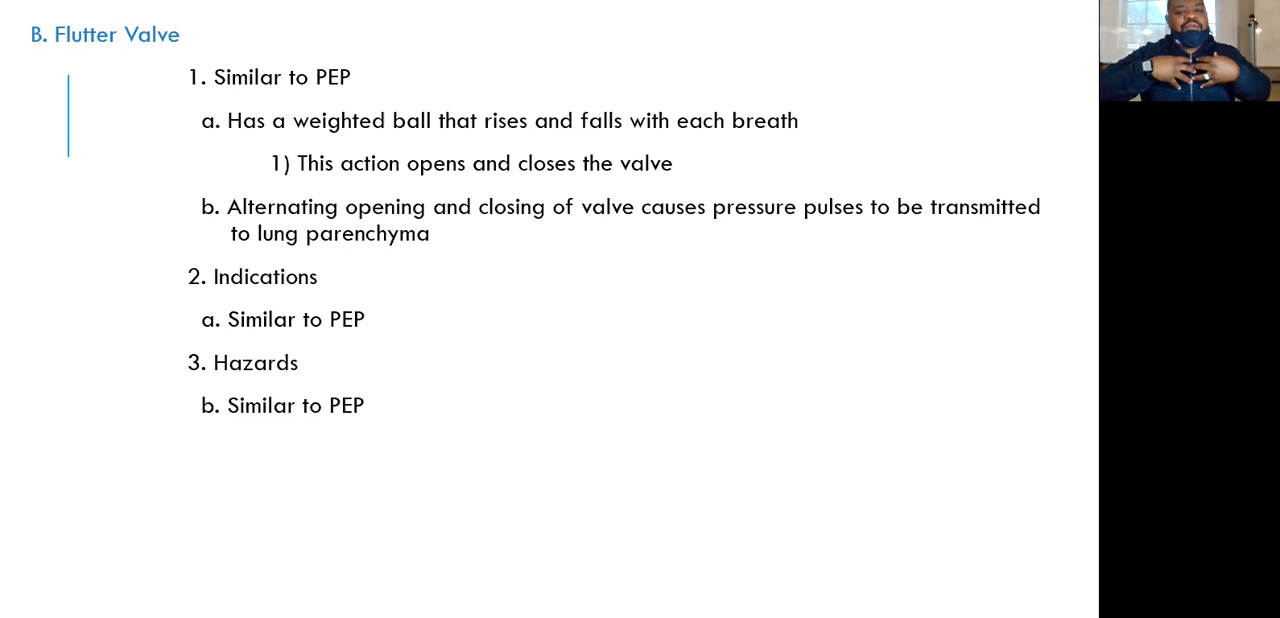 B. Flutter Valve
1. Similar to PEP
a. Has a weighted ball that rises and falls with each breath
1) This action opens and closes the valve
b. Alternating opening and closing of valve causes pressure pulses to be transmitted
to lung parenchyma
2. Indications
a. Similar to PEP
3. Hazards
b. Similar to PEP